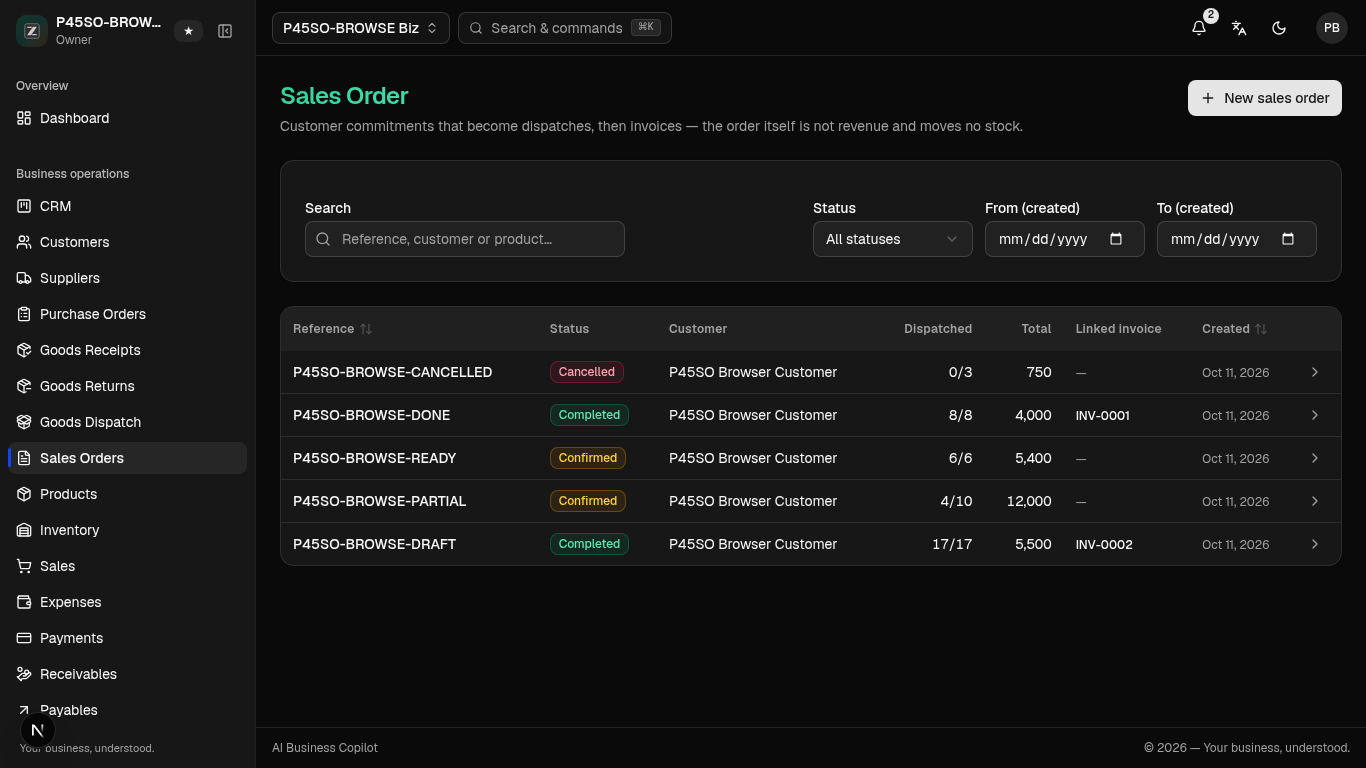 P45SO-BROW...
Owner
P45SO-BROWSE Biz
Search & commands
⌘K
2
PB
Overview
Dashboard
Business operations
CRM
Customers
Suppliers
Purchase Orders
Goods Receipts
Goods Returns
Goods Dispatch
Sales Orders
Products
Inventory
Sales
Expenses
Payments
Receivables
Payables
N
Your business, understood.
Sales Order
Customer commitments that become dispatches, then invoices — the order itself is not revenue and moves no stock.
New sales order
Search
Reference, customer or product...
Status
All statuses
From (created)
mm/dd/yyyy
To (created)
mm/dd/yyyy
Reference Status Customer Dispatched Total Linked invoice Created
P45SO-BROWSE-CANCELLED Cancelled P45SO Browser Customer 0/3 750 — Oct 11, 2026
P45SO-BROWSE-DONE Completed P45SO Browser Customer 8/8 4,000 INV-0001 Oct 11, 2026
P45SO-BROWSE-READY Confirmed P45SO Browser Customer 6/6 5,400 — Oct 11, 2026
P45SO-BROWSE-PARTIAL Confirmed P45SO Browser Customer 4/10 12,000 — Oct 11, 2026
P45SO-BROWSE-DRAFT Completed P45SO Browser Customer 17/17 5,500 INV-0002 Oct 11, 2026
AI Business Copilot
© 2026 — Your business, understood.